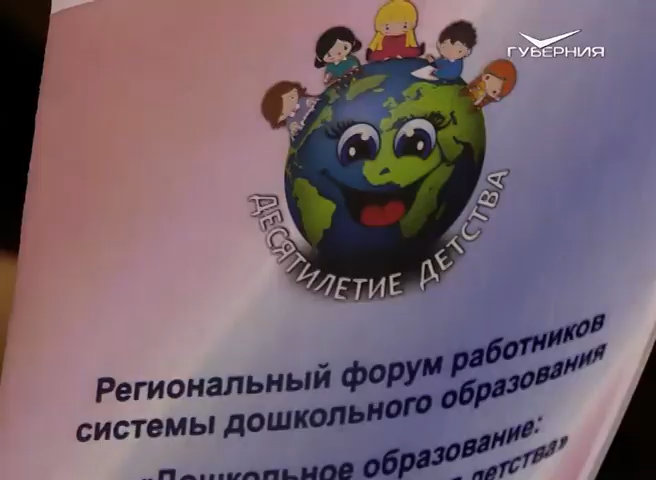 ГУБЕРНИЯ
ДЕСЯТИЛЕТИЕ ДЕТСТВА
Региональный форум работников
системы дошкольного образования
«Дошкольное образование:
детства»